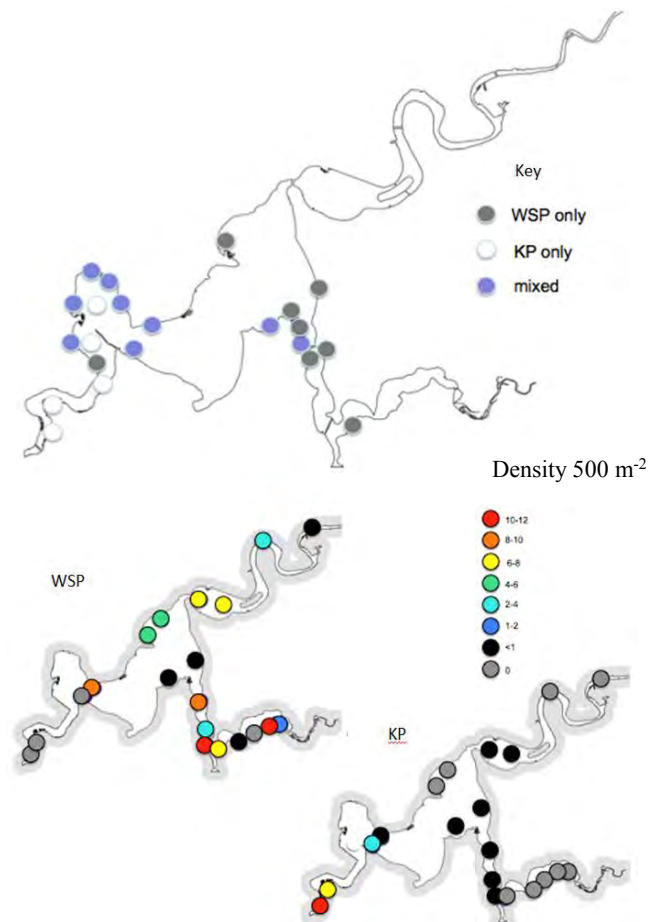 Key
WSP only
KP only
mixed
Density 500 m⁻²
WSP
10-12
8-10
6-8
4-6
2-4
1-2
<1
0
KP